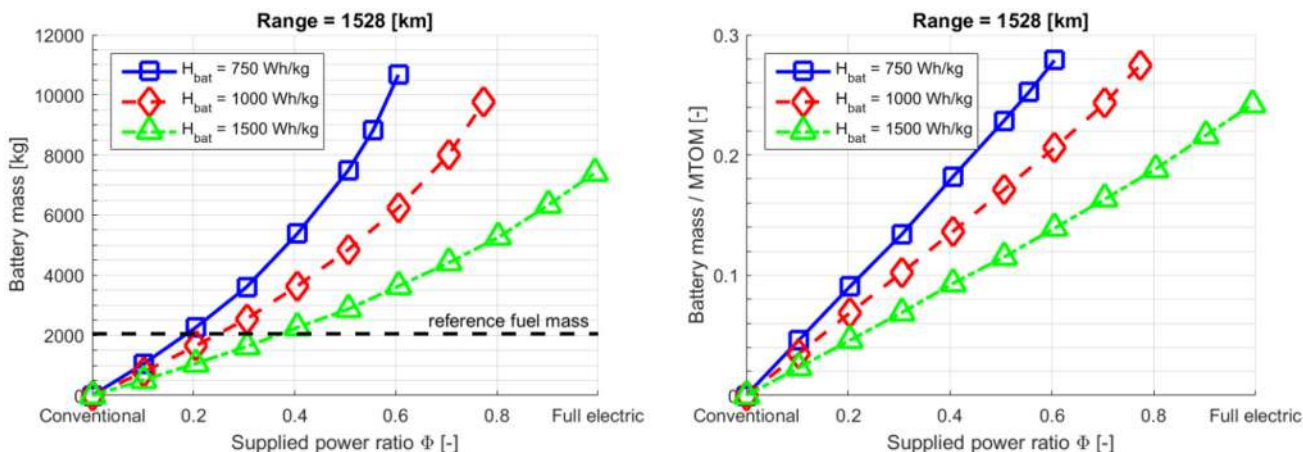 Range = 1528 [km]
12000
10000
8000
6000
4000
2000
0
Battery mass [kg]
H_bat = 750 Wh/kg
H_bat = 1000 Wh/kg
H_bat = 1500 Wh/kg
reference fuel mass
Conventional 0.2 0.4 0.6 0.8 Full electric
Supplied power ratio Φ [-]
Range = 1528 [km]
0.3
0.2
0.1
0
Battery mass / MTOM [-]
H_bat = 750 Wh/kg
H_bat = 1000 Wh/kg
H_bat = 1500 Wh/kg
Conventional 0.2 0.4 0.6 0.8 Full electric
Supplied power ratio Φ [-]